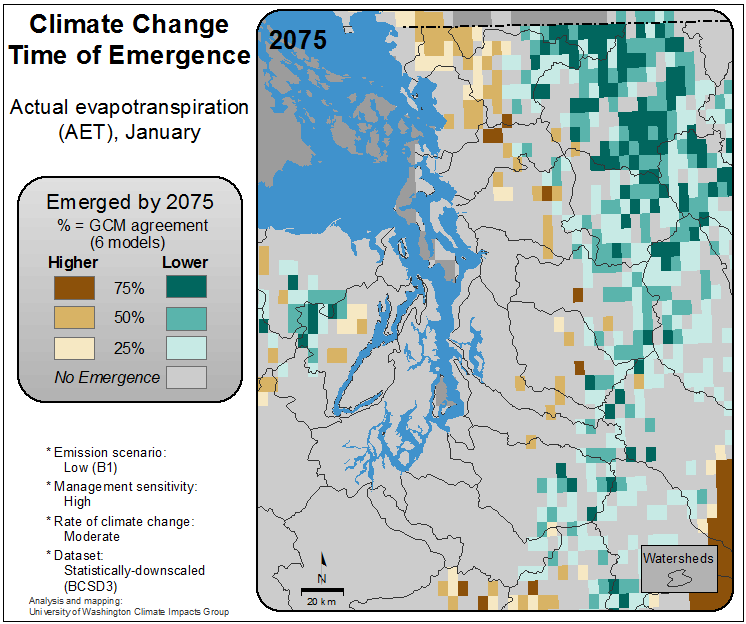 Climate Change
Time of Emergence
Actual evapotranspiration
(AET), January
Emerged by 2075
% = GCM agreement
(6 models)
Higher Lower
75%
50%
25%
No Emergence
* Emission scenario:
Low (B1)
* Management sensitivity:
High
* Rate of climate change:
Moderate
* Dataset:
Statistically-downscaled
(BCSD3)
Analysis and mapping:
University of Washington Climate Impacts Group
2075
N
20 km
Watersheds